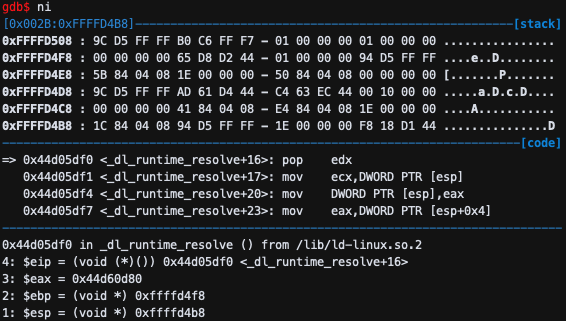 gdb$ ni
[0x002B:0xFFFFD4B8][stack]
0xFFFFD508 : 9C D5 FF FF B0 C6 FF F7 - 01 00 00 00 01 00 00 00 ................
0xFFFFD4F8 : 00 00 00 00 65 D8 D2 44 - 01 00 00 00 94 D5 FF FF ....e..D........
0xFFFFD4E8 : 5B 84 04 08 1E 00 00 00 - 50 84 04 08 00 00 00 00 [.......P.......
0xFFFFD4D8 : 9C D5 FF FF AD 61 D4 44 - C4 63 EC 44 00 10 00 00 .....a.D.c.D....
0xFFFFD4C8 : 00 00 00 00 41 84 04 08 - E4 84 04 08 1E 00 00 00 ....A...........
0xFFFFD4B8 : 1C 84 04 08 94 D5 FF FF - 1E 00 00 00 F8 18 D1 44 ...............D
[code]
=> 0x44d05df0 <_dl_runtime_resolve+16>: pop edx
0x44d05df1 <_dl_runtime_resolve+17>: mov ecx,DWORD PTR [esp]
0x44d05df4 <_dl_runtime_resolve+20>: mov DWORD PTR [esp],eax
0x44d05df7 <_dl_runtime_resolve+23>: mov eax,DWORD PTR [esp+0x4]
0x44d05df0 in _dl_runtime_resolve () from /lib/ld-linux.so.2
4: $eip = (void (*)()) 0x44d05df0 <_dl_runtime_resolve+16>
3: $eax = 0x44d60d80
2: $ebp = (void *) 0xffffd4f8
1: $esp = (void *) 0xffffd4b8